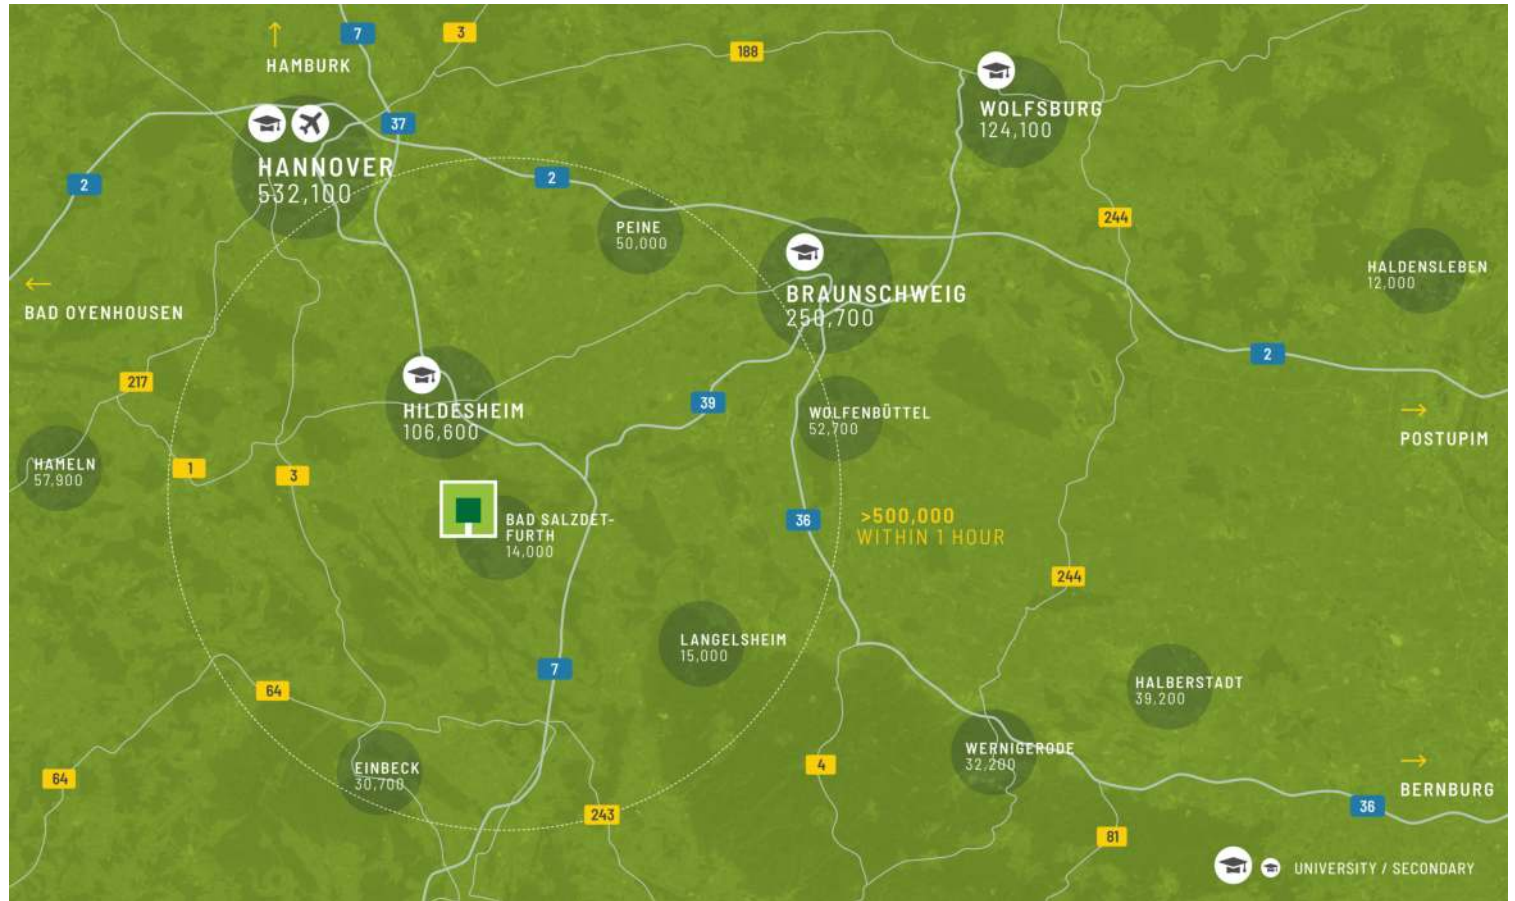 7
3
HAMBURK
188
WOLFSBURG
124,100
37
HANNOVER
532,100
2
2
244
PEINE
50,000
HALDENSLEBEN
12,000
BRAUNSCHWEIG
250,700
BAD OYENHOUSEN
2
217
HILDESHEIM
106,600
39
WOLFENBÜTTEL
52,700
POSTUPIM
HAMELN
57,900
1
3
BAD SALZDET-
FURTH
14,000
36
>500,000
WITHIN 1 HOUR
244
LANGELSHEIM
15,000
7
64
HALBERSTADT
39,200
WERNIGERODE
32,200
EINBECK
30,700
64
4
243
BERNBURG
36
81
UNIVERSITY / SECONDARY